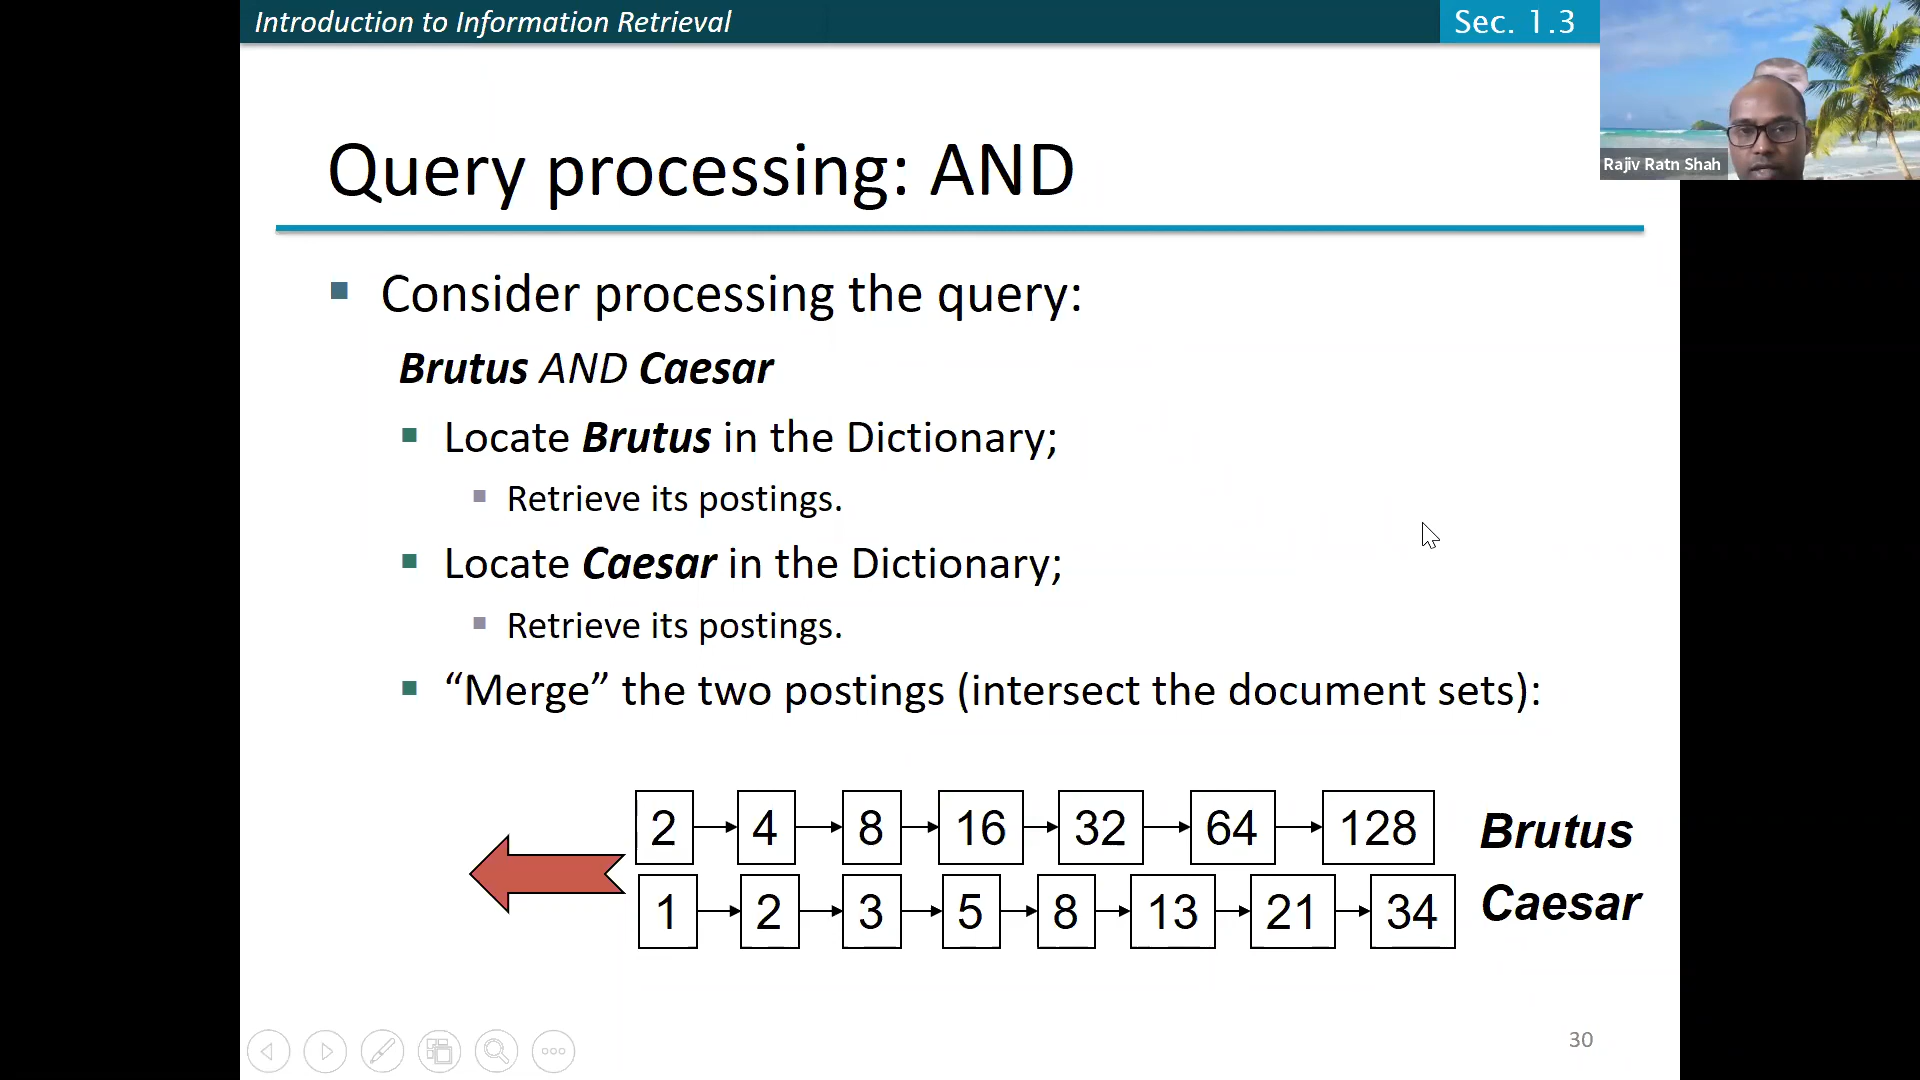 Introduction to Information Retrieval
Sec. 1.3
Rajiv Ratn Shah
Query processing: AND
Consider processing the query:
Brutus AND Caesar
Locate Brutus in the Dictionary;
Retrieve its postings.
Locate Caesar in the Dictionary;
Retrieve its postings.
“Merge” the two postings (intersect the document sets):
2 4 8 16 32 64 128 Brutus
1 2 3 5 8 13 21 34 Caesar
30